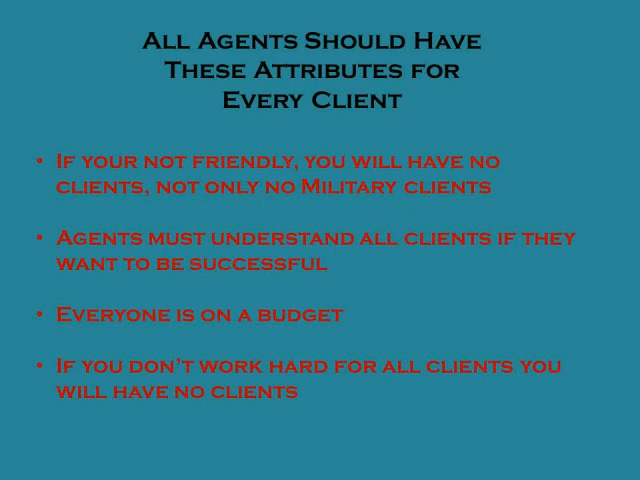 All Agents Should Have
These Attributes for
Every Client
• If your not friendly, you will have no
clients, not only no Military clients
• Agents must understand all clients if they
want to be successful
• Everyone is on a budget
• If you don't work hard for all clients you
will have no clients